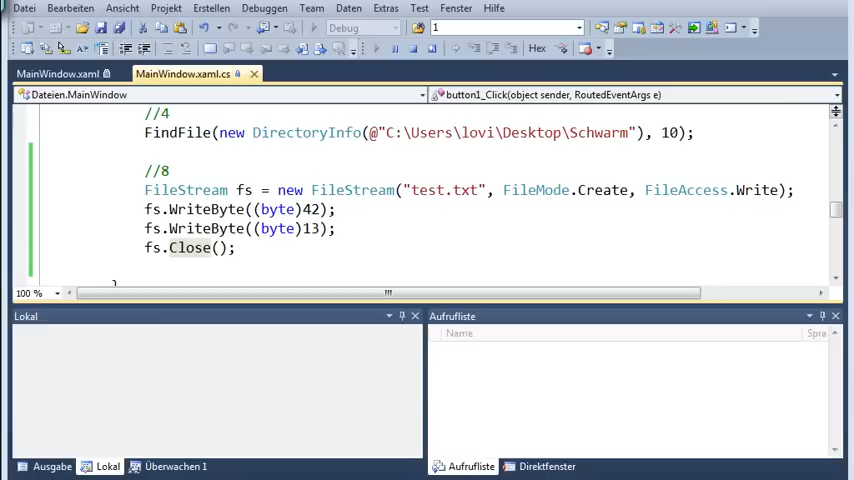 Datei Bearbeiten Ansicht Projekt Erstellen Debuggen Team Daten Extras Test Fenster Hilfe
Debug 1
Hex
MainWindow.xaml MainWindow.xaml.cs
Dateien.MainWindow button1_Click(object sender, RoutedEventArgs e)
//4
FindFile(new DirectoryInfo(@"C:\Users\lovi\Desktop\Schwarm"), 10);
//8
FileStream fs = new FileStream("test.txt", FileMode.Create, FileAccess.Write);
fs.WriteByte((byte)42);
fs.WriteByte((byte)13);
fs.Close();
}
100 %
Lokal Aufrufliste
Name Spra
Ausgabe Lokal Überwachen 1 Aufrufliste Direktfenster